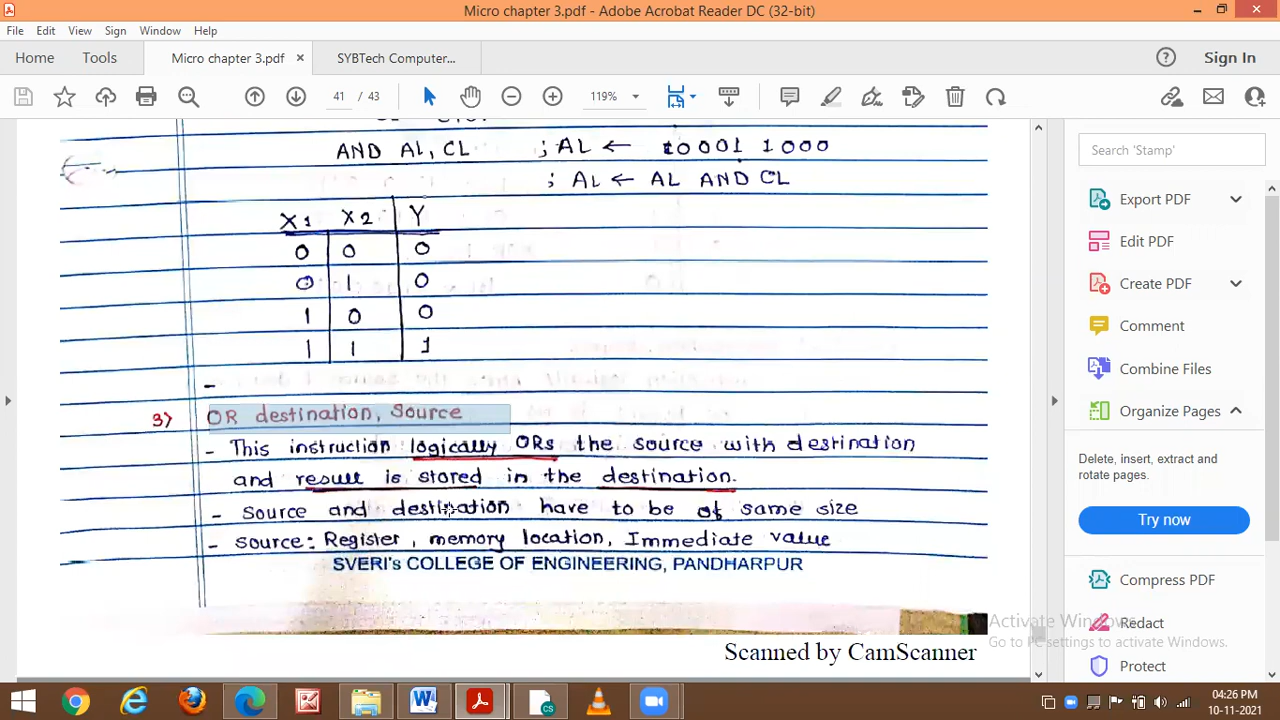 Micro chapter 3.pdf - Adobe Acrobat Reader DC (32-bit)
File Edit View Sign Window Help
Home Tools Micro chapter 3.pdf × SYBTech Computer... Sign In
41 / 43 119%
AND AL, CL ; AL ← 10001 1000
; AL ← AL AND CL
X1 X2 Y
0 0 0
0 1 0
1 0 0
1 1 1
-
3) OR destination, Source
- This instruction logically ORs the source with destination
and result is stored in the destination.
- Source and destination have to be of same size
- Source: Register, memory location, Immediate value
SVERI's COLLEGE OF ENGINEERING, PANDHARPUR
Scanned by CamScanner
Search 'Stamp'
Export PDF
Edit PDF
Create PDF
Comment
Combine Files
Organize Pages
Delete, insert, extract and
rotate pages.
Try now
Compress PDF
Redact
Protect
Activate Windows
Go to PC settings to activate Windows.
04:26 PM
10-11-2021